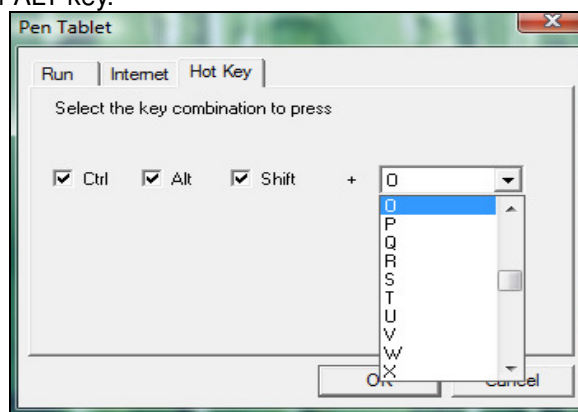 ALT key.
Pen Tablet
Run Internet Hot Key
Select the key combination to press
Ctrl Alt Shift + O
O
P
Q
R
S
T
U
V
W
X
OK Cancel